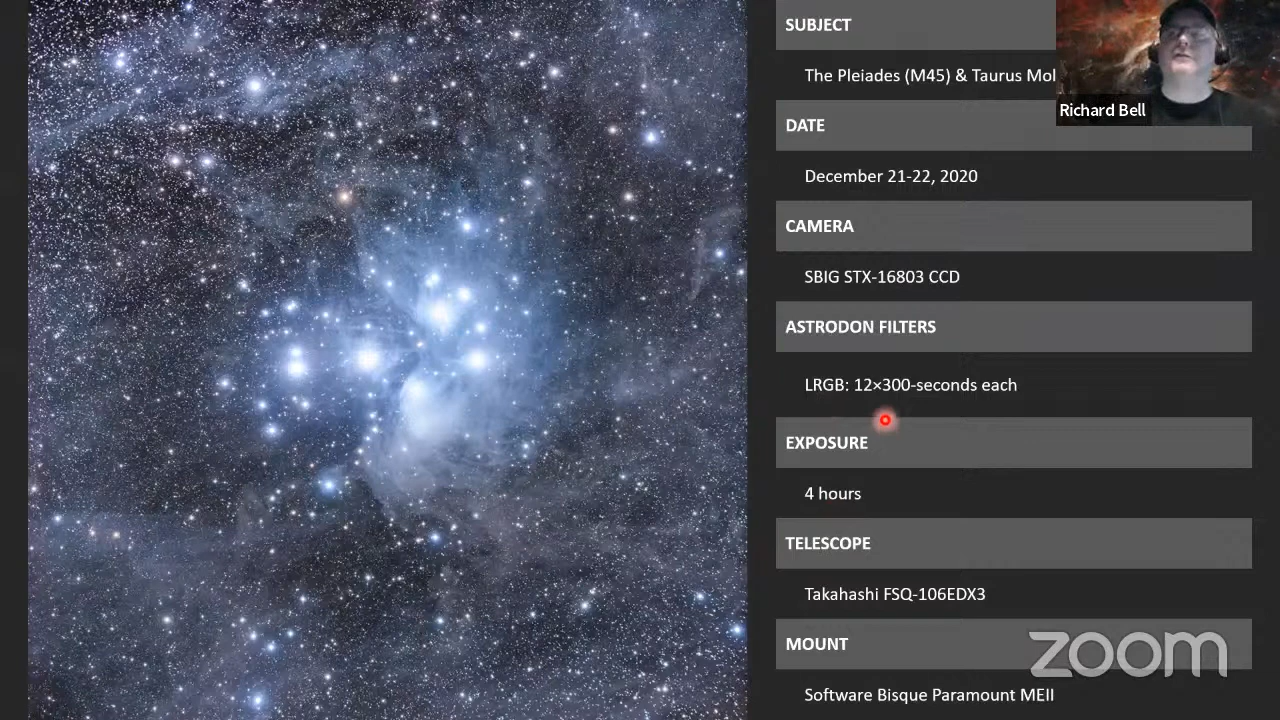 SUBJECT
The Pleiades (M45) & Taurus
Richard Bell
DATE
December 21-22, 2020
CAMERA
SBIG STX-16803 CCD
ASTRODON FILTERS
LRGB: 12×300-seconds each
EXPOSURE
4 hours
TELESCOPE
Takahashi FSQ-106EDX3
MOUNT
zoom
Software Bisque Paramount MEII